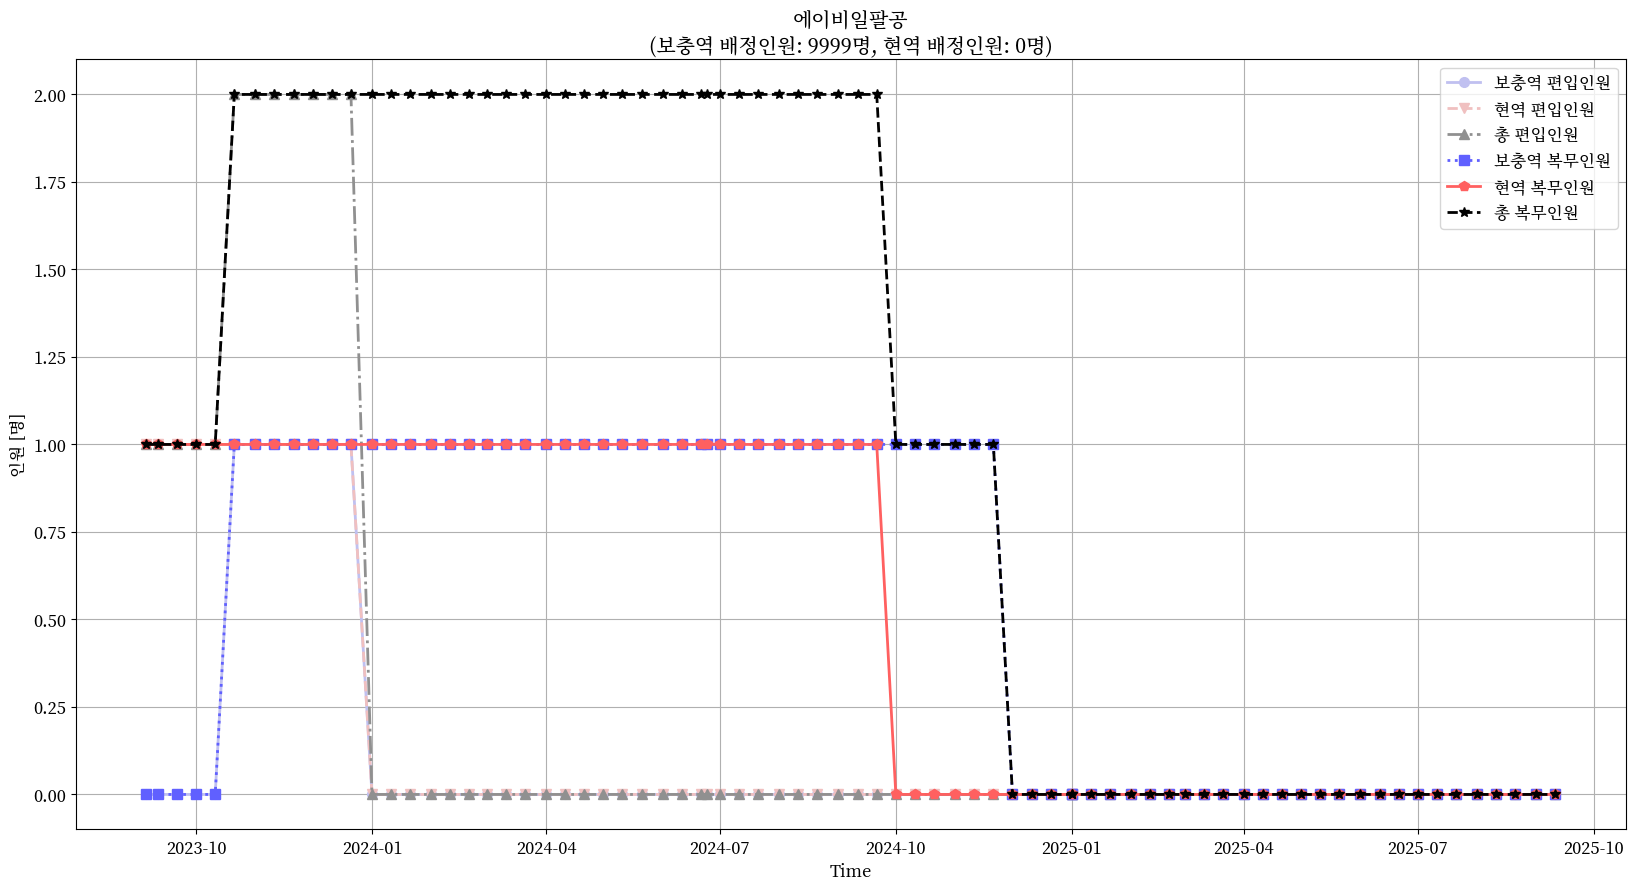 에이비일팔공
(보충역 배정인원: 9999명, 현역 배정인원: 0명)
보충역 편입인원
현역 편입인원
총 편입인원
보충역 복무인원
현역 복무인원
총 복무인원
인원 [명]
2.00
1.75
1.50
1.25
1.00
0.75
0.50
0.25
0.00
2023-10
2024-01
2024-04
2024-07
2024-10
2025-01
2025-04
2025-07
2025-10
Time